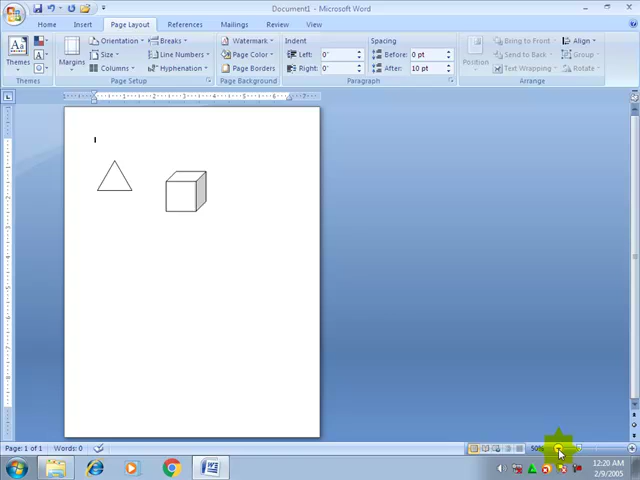 Document1 - Microsoft Word
Home Insert Page Layout References Mailings Review View
Themes
Themes
Margins
Orientation
Size
Columns
Breaks
Line Numbers
Hyphenation
Page Setup
Watermark
Page Color
Page Borders
Page Background
Indent
Left: 0"
Right: 0"
Spacing
Before: 0 pt
After: 10 pt
Paragraph
Position
Bring to Front
Send to Back
Text Wrapping
Align
Group
Rotate
Arrange
Page: 1 of 1 Words: 0
50%
12:20 AM
2/9/2005